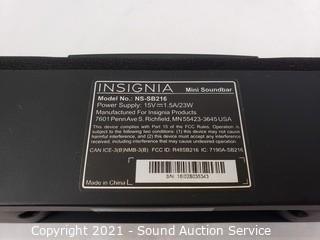 INSIGNIA Mini Soundbar
Model No.: NS-SB216
Power Supply: 15V⎓1.5A/23W
Manufactured For Insignia Products
7601 Penn Ave S. Richfield, MN 55423-3645 USA
This device complies with Part 15 of the FCC Rules. Operation is
subject to the following two conditions: (1) this device may not cause
harmful interference, and (2) this device must accept any
interference received, including interference that may cause
undesired operation.
CAN ICE-3(B)/NMB-3(B) FCC ID: R48SB216 IC: 7190A-SB216
Made in China
Copyright 2021 - Sound Auction Service